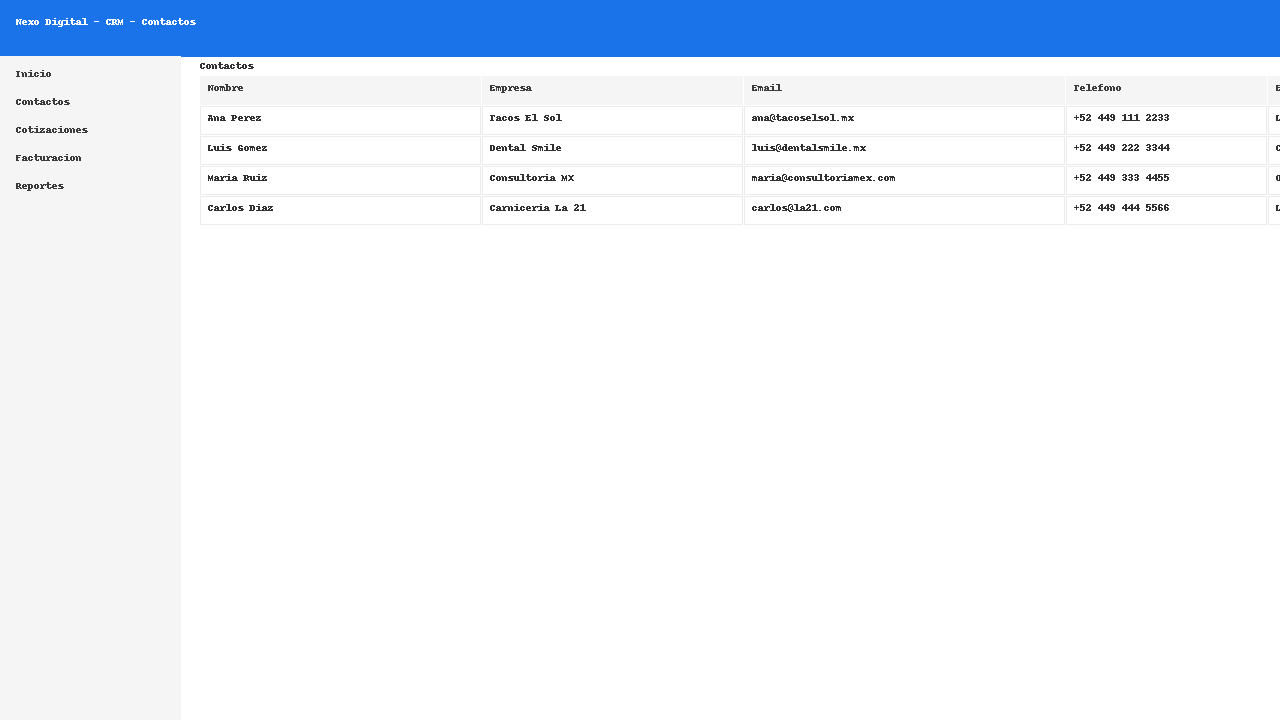 Nexo Digital - CRM - Contactos
Inicio
Contactos
Cotizaciones
Facturacion
Reportes
Contactos
Nombre Empresa Email Telefono
Ana Perez Tacos El Sol ana@tacoselsol.mx +52 449 111 2233
Luis Gomez Dental Smile luis@dentalsmile.mx +52 449 222 3344
Maria Ruiz Consultoria MX maria@consultoriamex.com +52 449 333 4455
Carlos Diaz Carniceria La 21 carlos@la21.com +52 449 444 5566